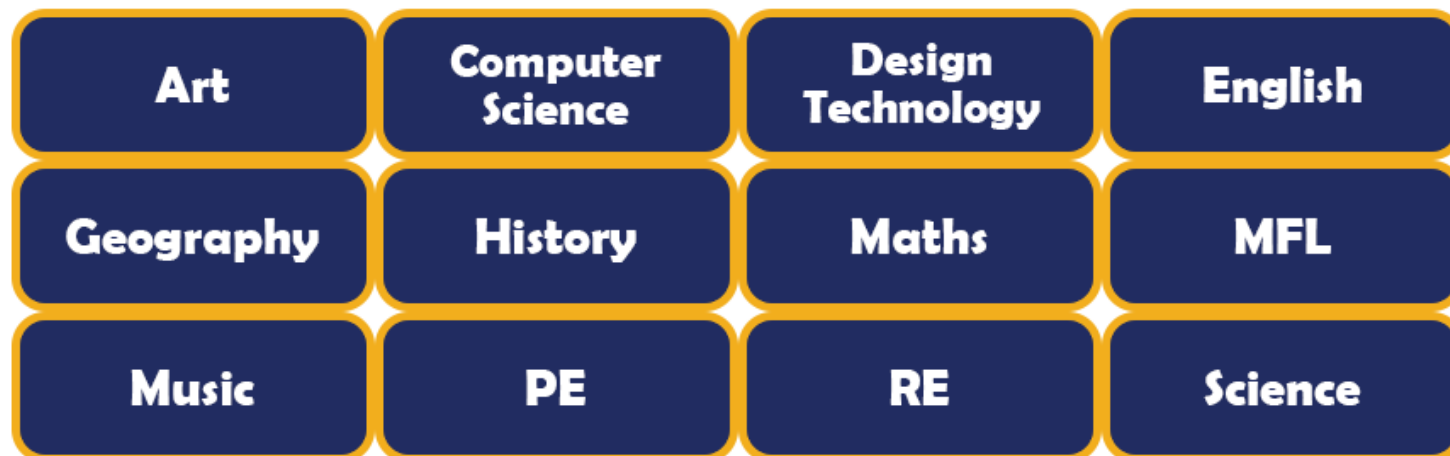 Art
Computer
Science
Design
Technology
English
Geography
History
Maths
MFL
Music
PE
RE
Science